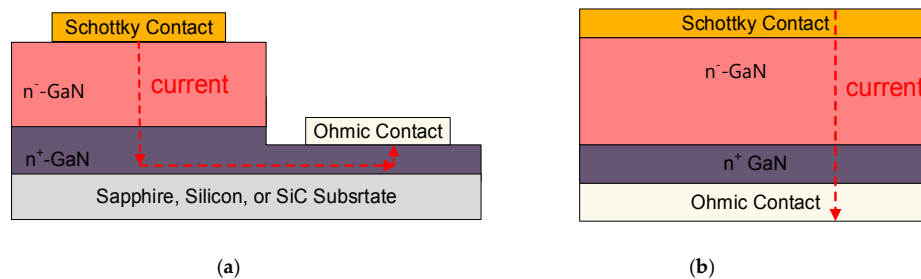 Schottky Contact
n⁻-GaN
current
Ohmic Contact
n⁺-GaN
Sapphire, Silicon, or SiC Subsrtate
(a)
Schottky Contact
n⁻-GaN
current
n⁺ GaN
Ohmic Contact
(b)